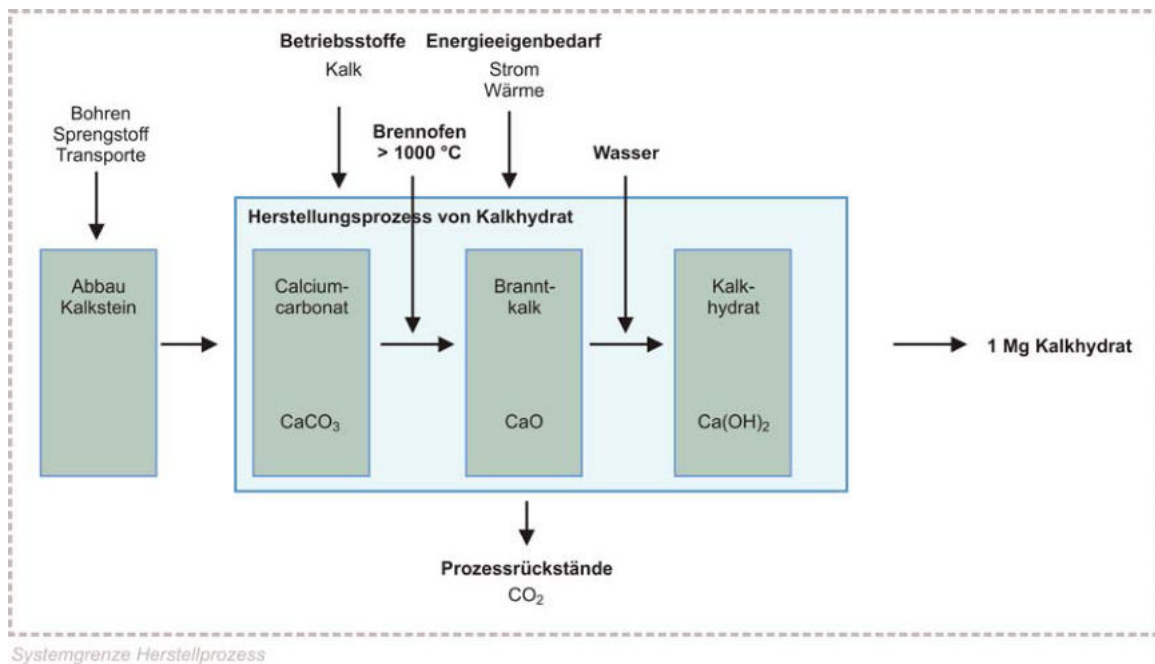 Betriebsstoffe
Kalk
Energieeigenbedarf
Strom
Wärme
Bohren
Sprengstoff
Transporte
Brennofen
> 1000 °C
Wasser
Herstellungsprozess von Kalkhydrat
Abbau
Kalkstein
Calcium-
carbonat
CaCO₃
Brannt-
kalk
CaO
Kalk-
hydrat
Ca(OH)₂
1 Mg Kalkhydrat
Prozessrückstände
CO₂
Systemgrenze Herstellprozess